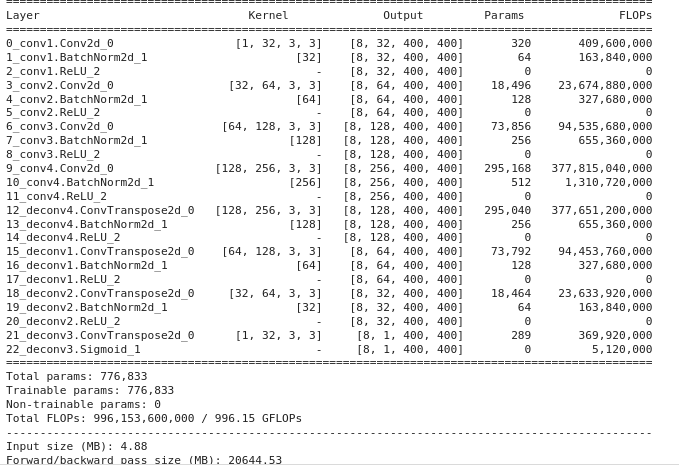 ================================================================================================
Layer Kernel Output Params FLOPs
================================================================================================
0_conv1.Conv2d_0 [1, 32, 3, 3] [8, 32, 400, 400] 320 409,600,000
1_conv1.BatchNorm2d_1 [32] [8, 32, 400, 400] 64 163,840,000
2_conv1.ReLU_2 - [8, 32, 400, 400] 0 0
3_conv2.Conv2d_0 [32, 64, 3, 3] [8, 64, 400, 400] 18,496 23,674,880,000
4_conv2.BatchNorm2d_1 [64] [8, 64, 400, 400] 128 327,680,000
5_conv2.ReLU_2 - [8, 64, 400, 400] 0 0
6_conv3.Conv2d_0 [64, 128, 3, 3] [8, 128, 400, 400] 73,856 94,535,680,000
7_conv3.BatchNorm2d_1 [128] [8, 128, 400, 400] 256 655,360,000
8_conv3.ReLU_2 - [8, 128, 400, 400] 0 0
9_conv4.Conv2d_0 [128, 256, 3, 3] [8, 256, 400, 400] 295,168 377,815,040,000
10_conv4.BatchNorm2d_1 [256] [8, 256, 400, 400] 512 1,310,720,000
11_conv4.ReLU_2 - [8, 256, 400, 400] 0 0
12_deconv4.ConvTranspose2d_0 [128, 256, 3, 3] [8, 128, 400, 400] 295,040 377,651,200,000
13_deconv4.BatchNorm2d_1 [128] [8, 128, 400, 400] 256 655,360,000
14_deconv4.ReLU_2 - [8, 128, 400, 400] 0 0
15_deconv1.ConvTranspose2d_0 [64, 128, 3, 3] [8, 64, 400, 400] 73,792 94,453,760,000
16_deconv1.BatchNorm2d_1 [64] [8, 64, 400, 400] 128 327,680,000
17_deconv1.ReLU_2 - [8, 64, 400, 400] 0 0
18_deconv2.ConvTranspose2d_0 [32, 64, 3, 3] [8, 32, 400, 400] 18,464 23,633,920,000
19_deconv2.BatchNorm2d_1 [32] [8, 32, 400, 400] 64 163,840,000
20_deconv2.ReLU_2 - [8, 32, 400, 400] 0 0
21_deconv3.ConvTranspose2d_0 [1, 32, 3, 3] [8, 1, 400, 400] 289 369,920,000
22_deconv3.Sigmoid_1 - [8, 1, 400, 400] 0 5,120,000
================================================================================================
Total params: 776,833
Trainable params: 776,833
Non-trainable params: 0
Total FLOPs: 996,153,600,000 / 996.15 GFLOPs
------------------------------------------------------------------------------------------------
Input size (MB): 4.88
Forward/backward pass size (MB): 20644.53